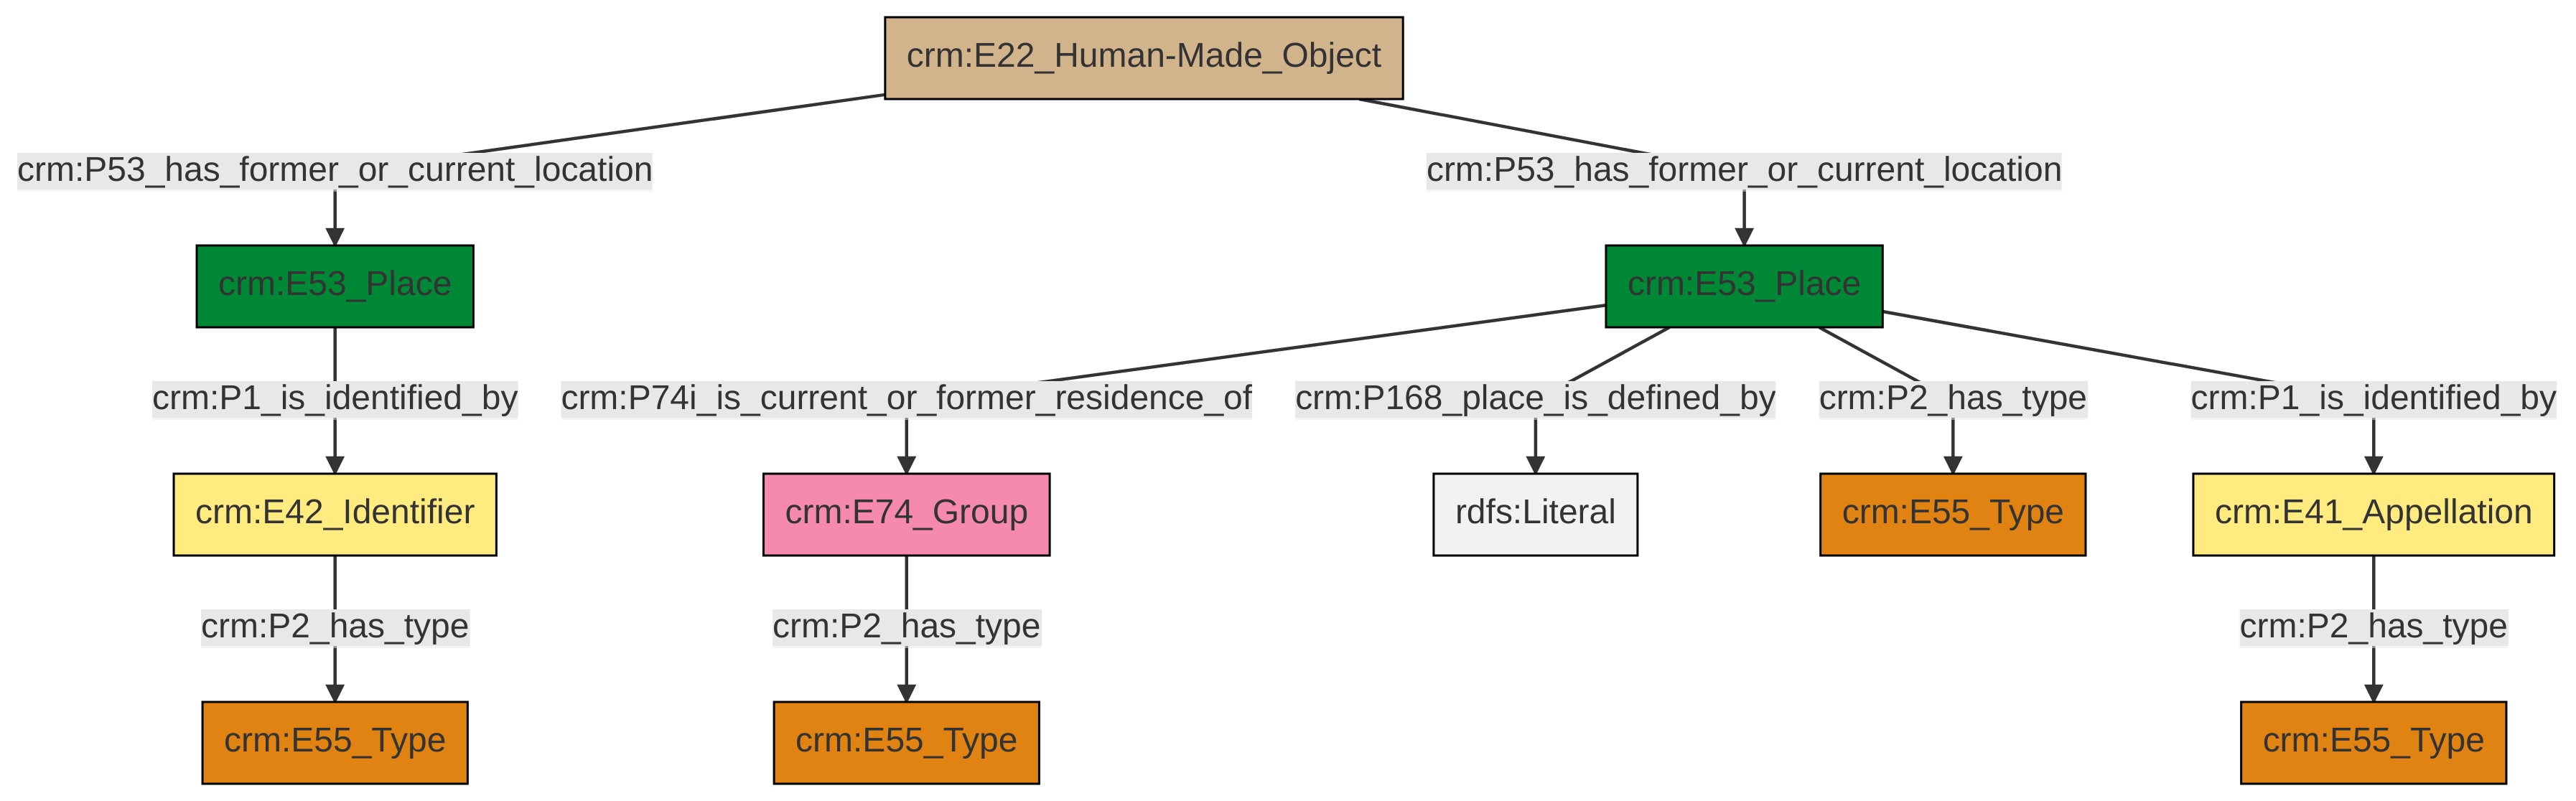 crm:E22_Human-Made_Object
crm:P53_has_former_or_current_location
crm:P53_has_former_or_current_location
crm:E53_Place
crm:E53_Place
crm:P1_is_identified_by
crm:P74i_is_current_or_former_residence_of
crm:P168_place_is_defined_by
crm:P2_has_type
crm:P1_is_identified_by
crm:E42_Identifier
crm:E74_Group
rdfs:Literal
crm:E55_Type
crm:E41_Appellation
crm:P2_has_type
crm:P2_has_type
crm:P2_has_type
crm:E55_Type
crm:E55_Type
crm:E55_Type